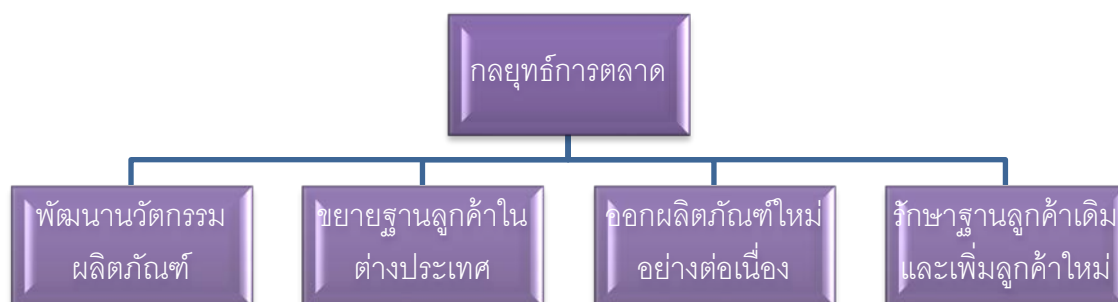 กลยุทธ์การตลาด
พัฒนานวัตกรรม
ผลิตภัณฑ์
ขยายฐานลูกค้าใน
ต่างประเทศ
ออกผลิตภัณฑ์ใหม่
อย่างต่อเนื่อง
รักษาฐานลูกค้าเดิม
และเพิ่มลูกค้าใหม่